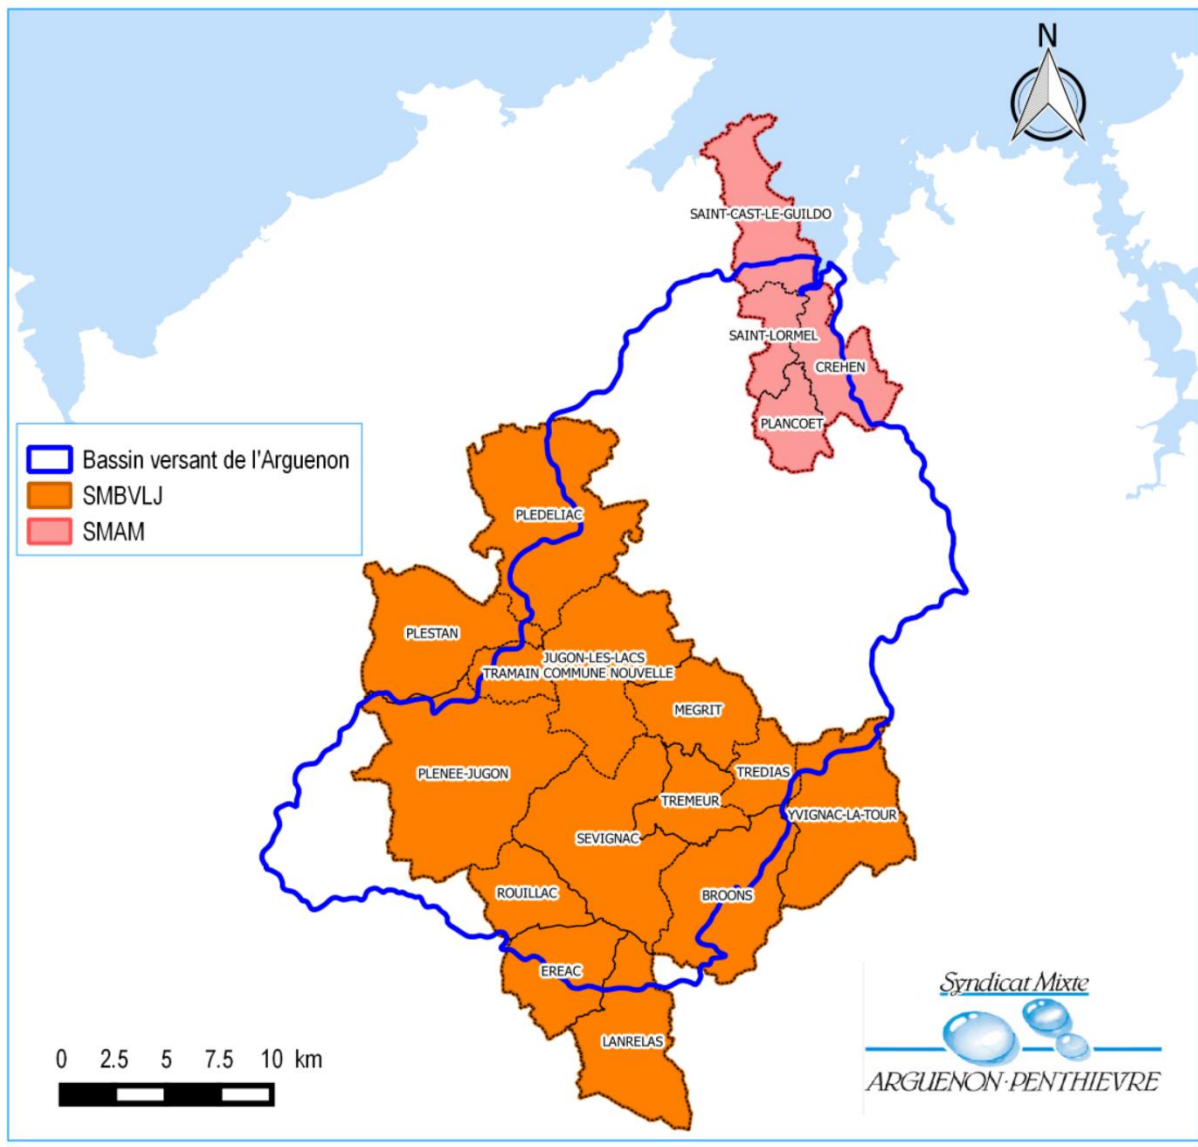 N
SAINT-CAST-LE-GUILDO
SAINT-LORMEL
CREHEN
PLANCOET
Bassin versant de l'Arguenon
SMBVLJ
SMAM
PLEDELIAC
PLESTAN
JUGON-LES-LACS
TRAMAIN COMMUNE NOUVELLE
MEGRIT
PLENEE-JUGON
TREDIAS
TREMEUR
YVIGNAC-LA-TOUR
SEVIGNAC
ROUILLAC
BROONS
EREAC
LANRELAS
0 2.5 5 7.5 10 km
Syndicat Mixte
ARGUENON·PENTHIEVRE